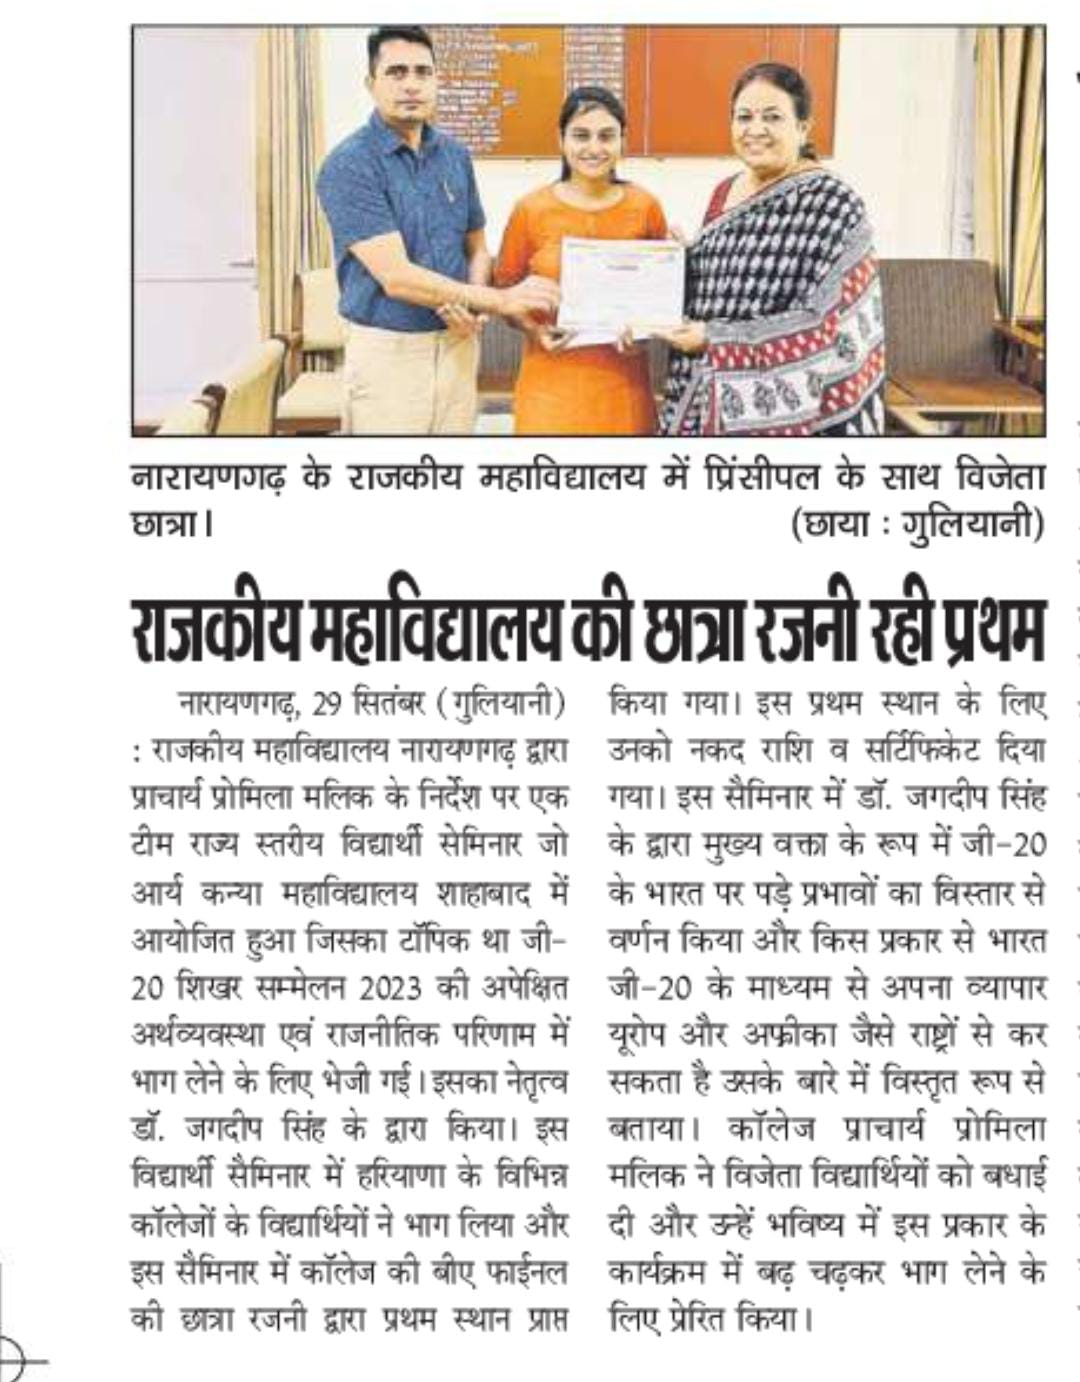 नारायणगढ़ के राजकीय महाविद्यालय में प्रिंसीपल के साथ विजेता
छात्रा। (छाया : गुलियानी)
राजकीय महाविद्यालय की छात्रा रजनी रही प्रथम
नारायणगढ़, 29 सितंबर (गुलियानी)
: राजकीय महाविद्यालय नारायणगढ़ द्वारा
प्राचार्य प्रोमिला मलिक के निर्देश पर एक
टीम राज्य स्तरीय विद्यार्थी सेमिनार जो
आर्य कन्या महाविद्यालय शाहाबाद में
आयोजित हुआ जिसका टॉपिक था जी-
20 शिखर सम्मेलन 2023 की अपेक्षित
अर्थव्यवस्था एवं राजनीतिक परिणाम में
भाग लेने के लिए भेजी गई। इसका नेतृत्व
डॉ. जगदीप सिंह के द्वारा किया। इस
विद्यार्थी सैमिनार में हरियाणा के विभिन्न
कॉलेजों के विद्यार्थियों ने भाग लिया और
इस सैमिनार में कॉलेज की बीए फाईनल
की छात्रा रजनी द्वारा प्रथम स्थान प्राप्त
किया गया। इस प्रथम स्थान के लिए
उनको नकद राशि व सर्टिफिकेट दिया
गया। इस सैमिनार में डॉ. जगदीप सिंह
के द्वारा मुख्य वक्ता के रूप में जी-20
के भारत पर पड़े प्रभावों का विस्तार से
वर्णन किया और किस प्रकार से भारत
जी-20 के माध्यम से अपना व्यापार
यूरोप और अफ्रीका जैसे राष्ट्रों से कर
सकता है उसके बारे में विस्तृत रूप से
बताया। कॉलेज प्राचार्य प्रोमिला
मलिक ने विजेता विद्यार्थियों को बधाई
दी और उन्हें भविष्य में इस प्रकार के
कार्यक्रम में बढ़ चढ़कर भाग लेने के
लिए प्रेरित किया।